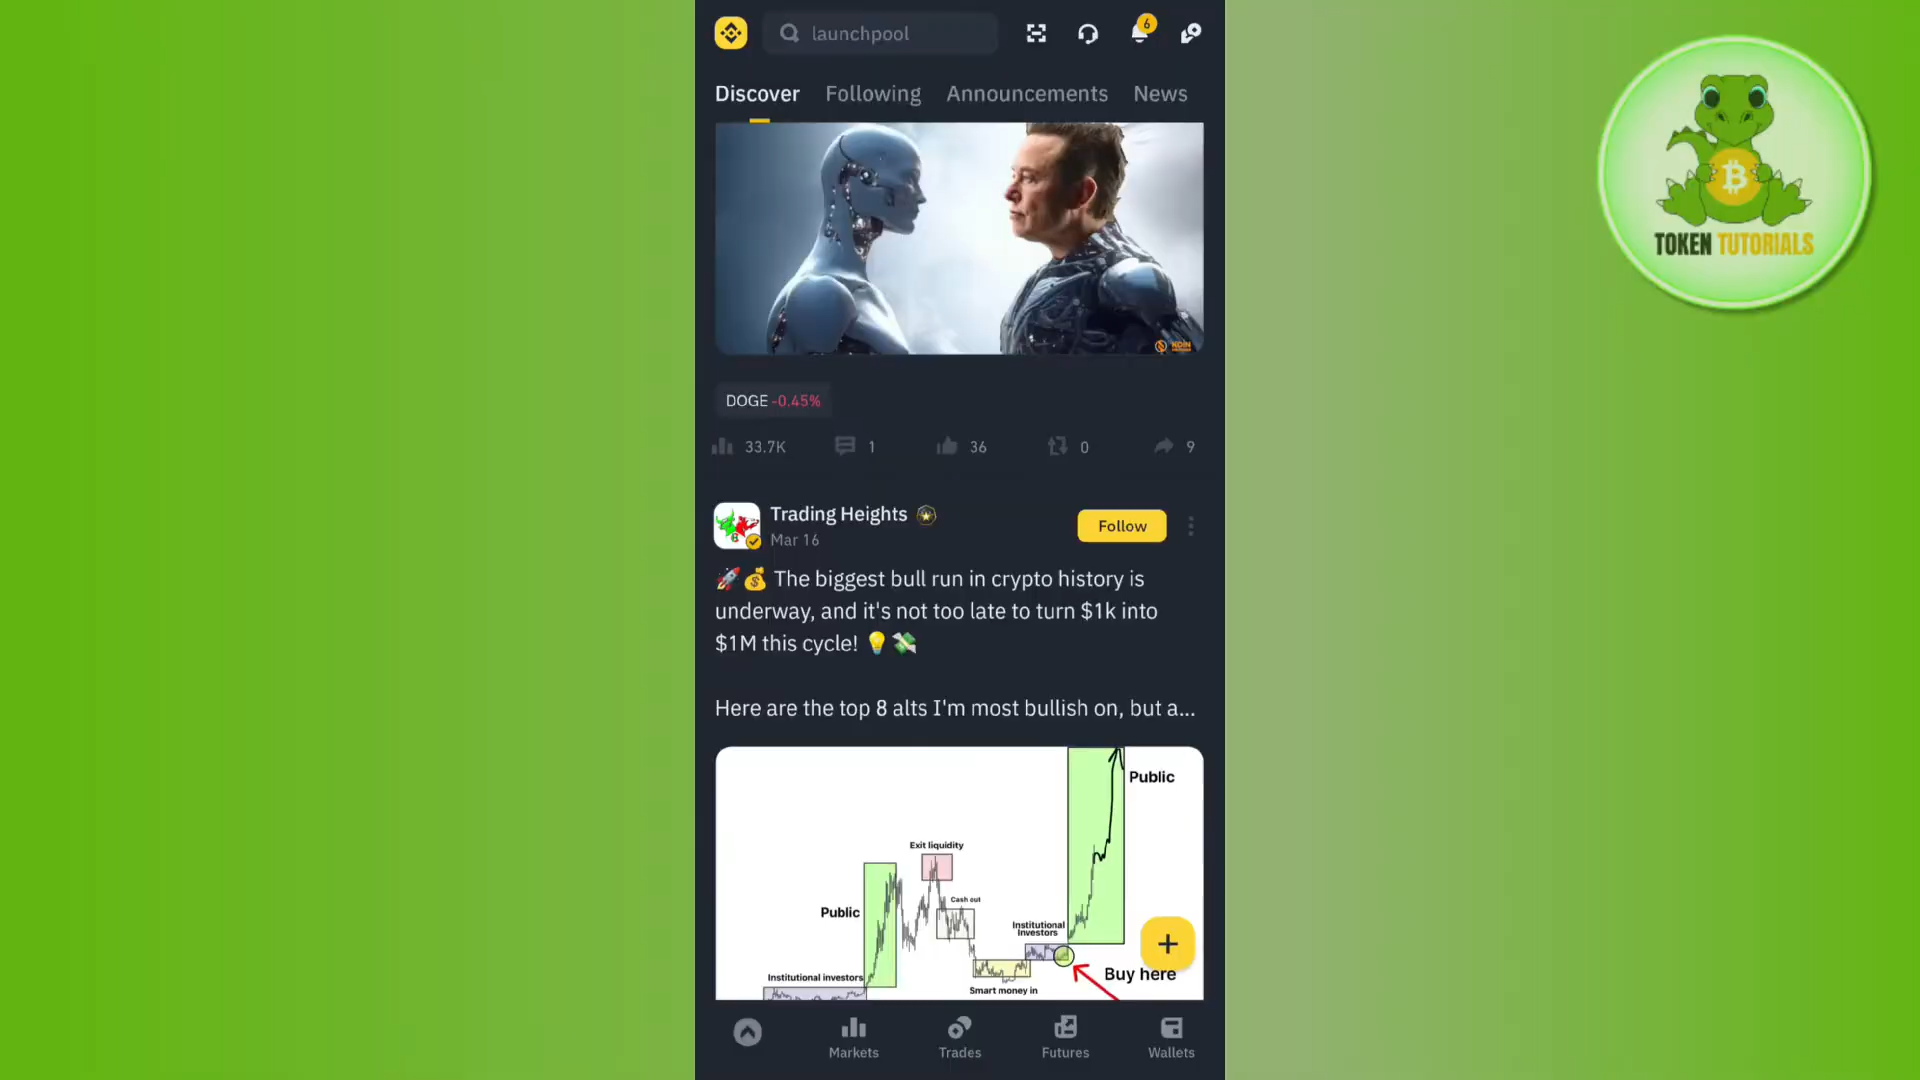 launchpool
6
Discover Following Announcements News
KOIN
DOGE -0.45%
33.7K 1 36 0 9
Trading Heights
Mar 16
Follow
🚀💰 The biggest bull run in crypto history is
underway, and it's not too late to turn $1k into
$1M this cycle! 💡💸
Here are the top 8 alts I'm most bullish on, but a...
Public
Exit liquidity
Cash out
Public
Institutional
Investors
Institutional investors
Buy here
Smart money in
Markets Trades Futures Wallets
TOKEN TUTORIALS